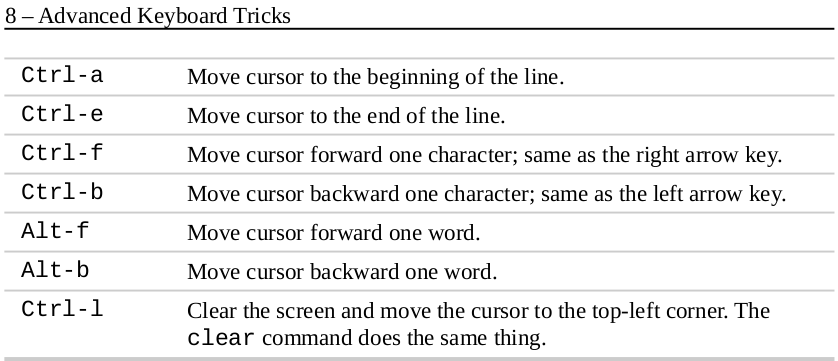 8 – Advanced Keyboard Tricks
Ctrl-a Move cursor to the beginning of the line.
Ctrl-e Move cursor to the end of the line.
Ctrl-f Move cursor forward one character; same as the right arrow key.
Ctrl-b Move cursor backward one character; same as the left arrow key.
Alt-f Move cursor forward one word.
Alt-b Move cursor backward one word.
Ctrl-l Clear the screen and move the cursor to the top-left corner. The
clear command does the same thing.